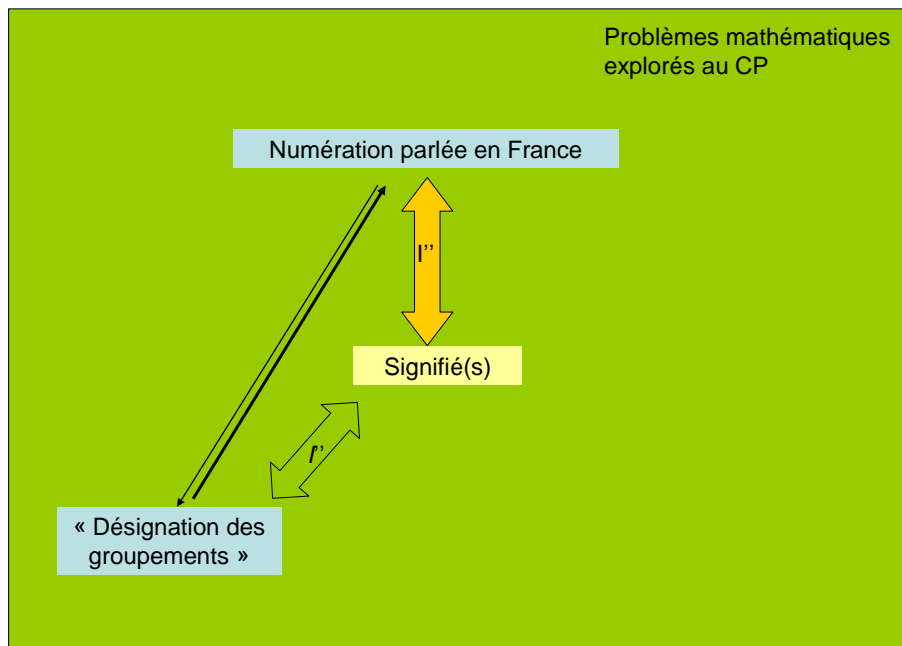 Problèmes mathématiques
explorés au CP
Numération parlée en France
I’’
Signifié(s)
I’’
« Désignation des
groupements »